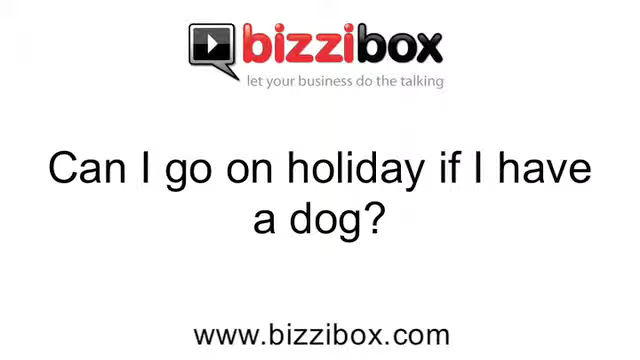 bizzibox
let your business do the talking
Can I go on holiday if I have
a dog?
www.bizzibox.com